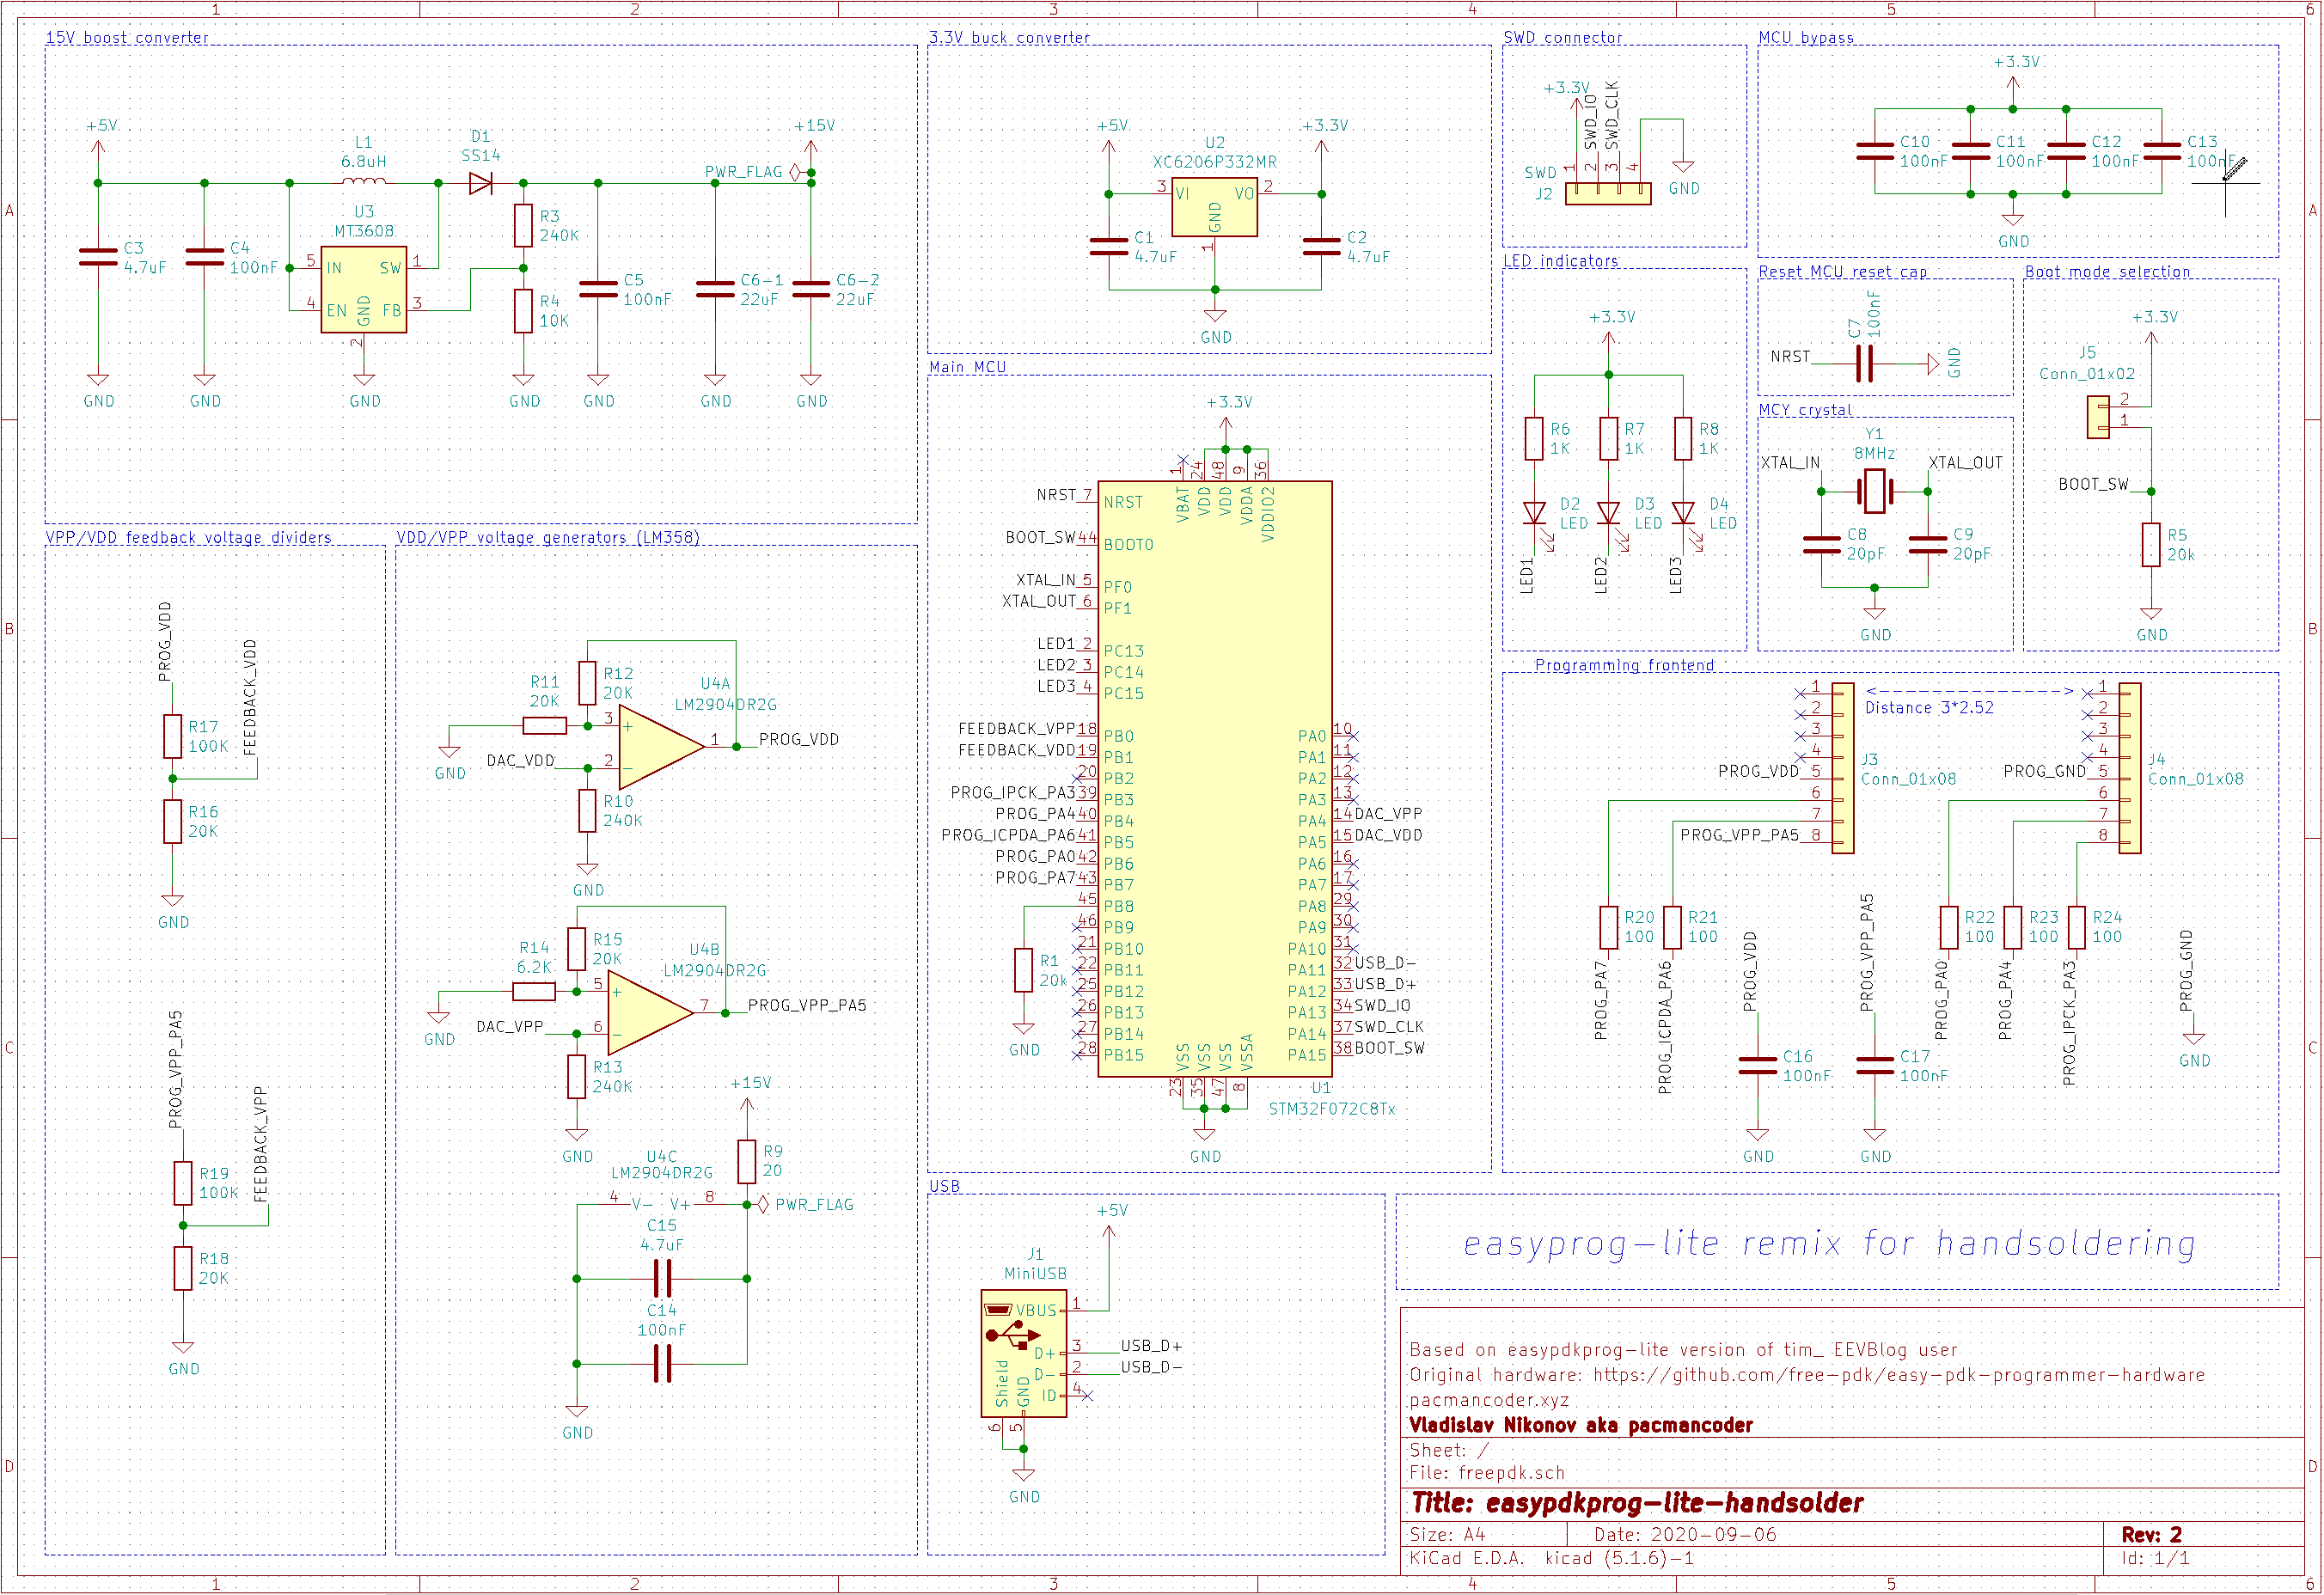 1 2 3 4 5 6
A
B
C
D
15V boost converter
+5V
L1
6.8uH
D1
SS14
+15V
PWR_FLAG
U3
MT3608
5 IN
SW 1
4 EN
FB 3
GND
2
C3
4.7uF
C4
100nF
R3
240K
R4
10K
C5
100nF
C6-1
22uF
C6-2
22uF
GND GND GND GND GND GND GND
3.3V buck converter
+5V
+3.3V
U2
XC6206P332MR
3 VI
VO 2
GND
1
C1
4.7uF
C2
4.7uF
GND
SWD connector
+3.3V
SWD_IO
SWD_CLK
SWD
J2
1 2 3 4
GND
MCU bypass
+3.3V
C10
100nF
C11
100nF
C12
100nF
C13
100nF
GND
LED indicators
+3.3V
R6
1K
R7
1K
R8
1K
D2
LED
D3
LED
D4
LED
LED1
LED2
LED3
Reset MCU reset cap
C7
100nF
NRST
GND
MCY crystal
Y1
8MHz
XTAL_IN
XTAL_OUT
C8
20pF
C9
20pF
GND
Boot mode selection
+3.3V
J5
Conn_01x02
2
1
BOOT_SW
R5
20k
GND
VPP/VDD feedback voltage dividers
PROG_VDD
FEEDBACK_VDD
R17
100K
R16
20K
GND
PROG_VPP_PA5
FEEDBACK_VPP
R19
100K
R18
20K
GND
VDD/VPP voltage generators (LM358)
R11
20K
R12
20K
U4A
LM2904DR2G
3 +
2 -
1
PROG_VDD
DAC_VDD
GND
R10
240K
GND
R14
6.2K
R15
20K
U4B
LM2904DR2G
5 +
6 -
7
PROG_VPP_PA5
DAC_VPP
GND
R13
240K
GND
+15V
R9
20
U4C
LM2904DR2G
4 V- V+ 8
PWR_FLAG
C15
4.7uF
C14
100nF
GND
Main MCU
+3.3V
1 24 48 9 36
VBAT VDD VDD VDDA VDDIO2
NRST 7 NRST
BOOT_SW 44 BOOT0
XTAL_IN 5 PF0
XTAL_OUT 6 PF1
LED1 2 PC13
LED2 3 PC14
LED3 4 PC15
FEEDBACK_VPP 18 PB0
FEEDBACK_VDD 19 PB1
20 PB2
PROG_IPCK_PA3 39 PB3
PROG_PA4 40 PB4
PROG_ICPDA_PA6 41 PB5
PROG_PA0 42 PB6
PROG_PA7 43 PB7
45 PB8
46 PB9
21 PB10
22 PB11
25 PB12
26 PB13
27 PB14
28 PB15
PA0 10
PA1 11
PA2 12
PA3 13
PA4 14 DAC_VPP
PA5 15 DAC_VDD
PA6 16
PA7 17
PA8 29
PA9 30
PA10 31
PA11 32 USB_D-
PA12 33 USB_D+
PA13 34 SWD_IO
PA14 37 SWD_CLK
PA15 38 BOOT_SW
R1
20k
GND
VSS VSS VSS VSSA
23 35 47 8
U1
STM32F072C8Tx
GND
Programming frontend
<------------->
Distance 3*2.52
1
2
3
4
PROG_VDD 5
6
7
PROG_VPP_PA5 8
J3
Conn_01x08
1
2
3
4
PROG_GND 5
6
7
8
J4
Conn_01x08
R20
100
R21
100
R22
100
R23
100
R24
100
PROG_PA7
PROG_ICPDA_PA6
PROG_VDD
PROG_VPP_PA5
PROG_PA0
PROG_PA4
PROG_IPCK_PA3
PROG_GND
C16
100nF
C17
100nF
GND
GND
GND
USB
+5V
J1
MiniUSB
VBUS 1
D+ 3 USB_D+
D- 2 USB_D-
ID 4
Shield
GND
6 5
GND
easyprog-lite remix for handsoldering
Based on easypdkprog-lite version of tim_ EEVBlog user
Original hardware: https://github.com/free-pdk/easy-pdk-programmer-hardware
pacmancoder.xyz
Vladislav Nikonov aka pacmancoder
Sheet: /
File: freepdk.sch
Title: easypdkprog-lite-handsolder
Size: A4
Date: 2020-09-06
Rev: 2
KiCad E.D.A. kicad (5.1.6)-1
Id: 1/1
A
B
C
D
1 2 3 4 5 6